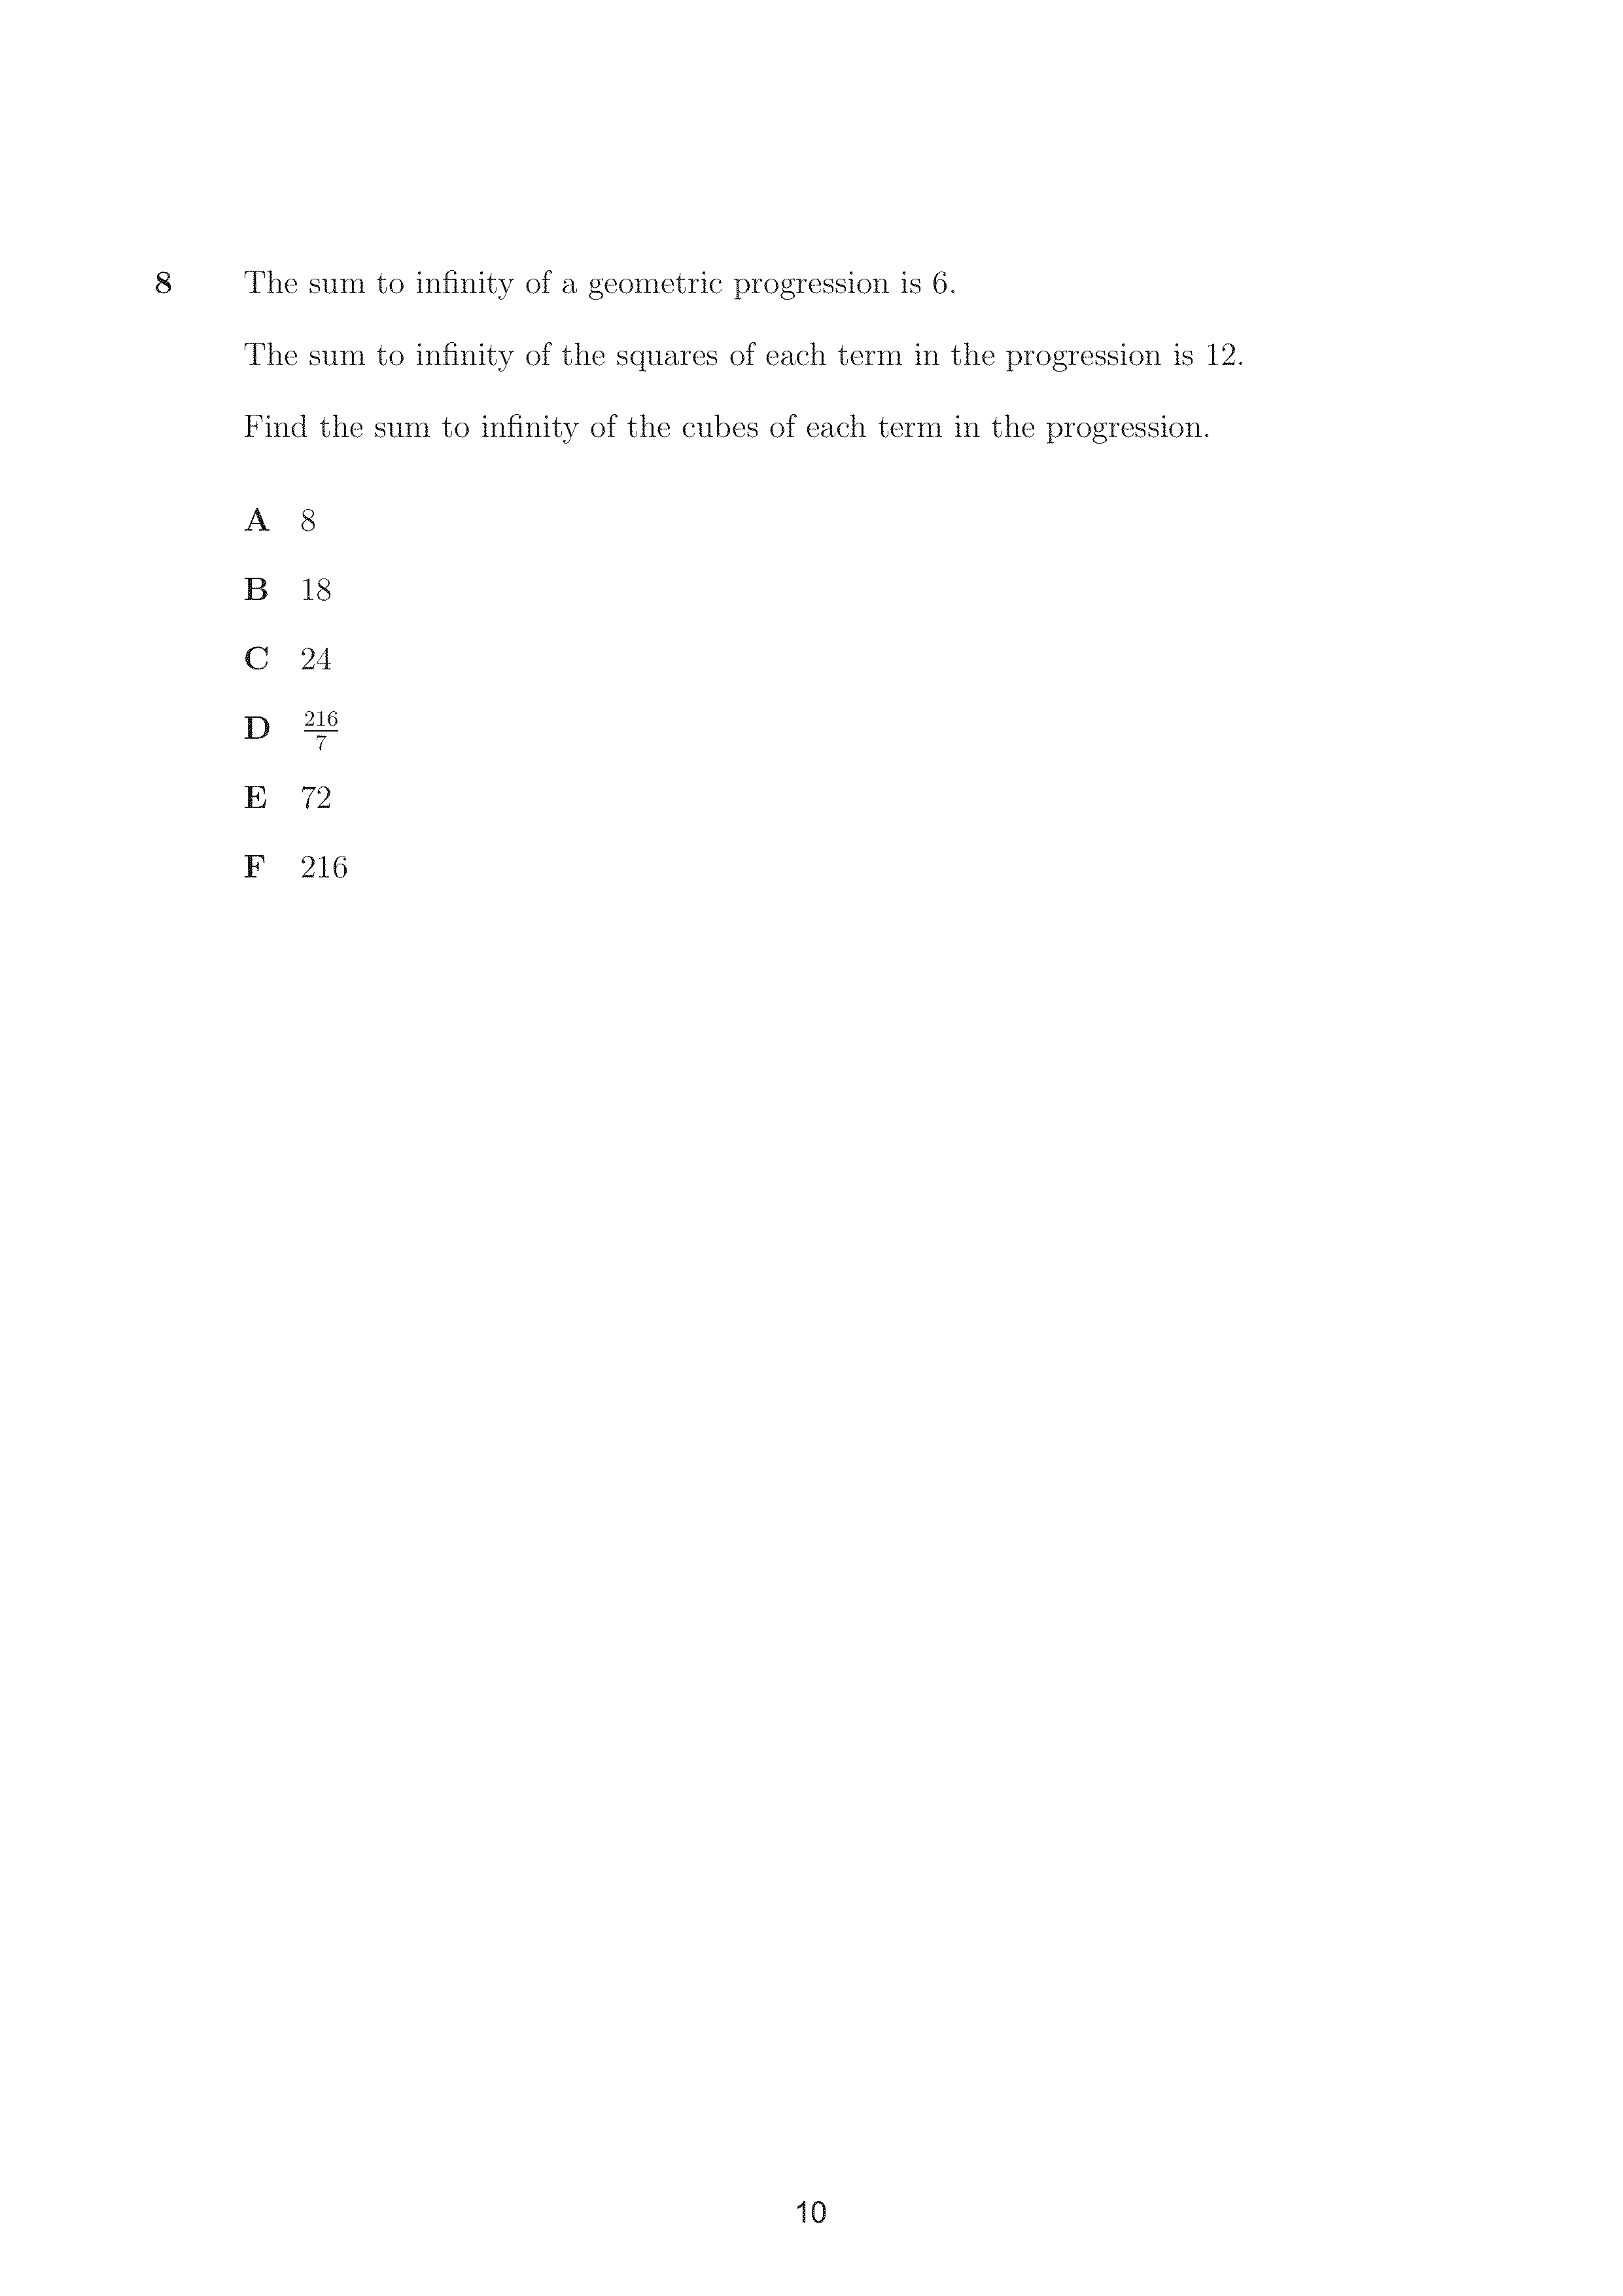 8 The sum to infinity of a geometric progression is 6.
The sum to infinity of the squares of each term in the progression is 12.
Find the sum to infinity of the cubes of each term in the progression.
A 8
B 18
C 24
D 216/7
E 72
F 216
10